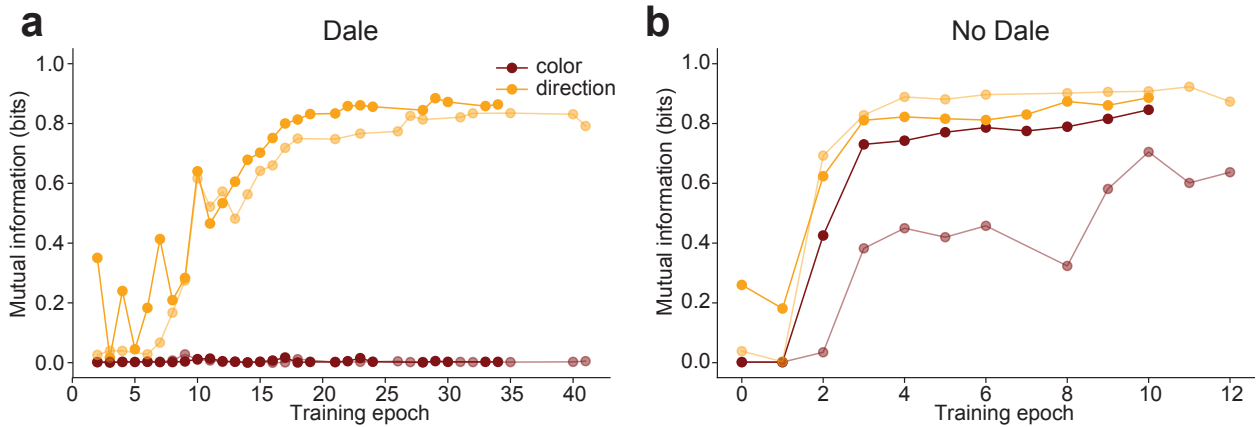 a
Dale
Mutual information (bits)
1.0
0.8
0.6
0.4
0.2
0.0
color
direction
0 5 10 15 20 25 30 35 40
Training epoch
b
No Dale
Mutual information (bits)
1.0
0.8
0.6
0.4
0.2
0.0
0 2 4 6 8 10 12
Training epoch